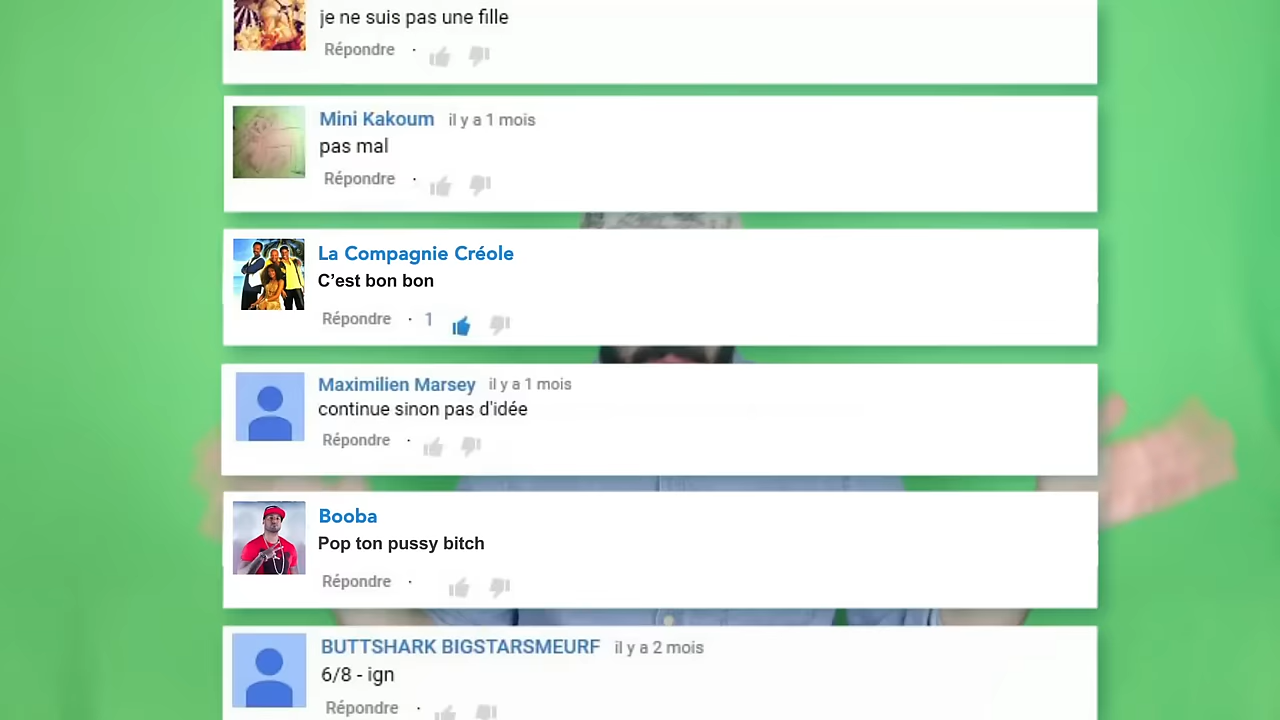 je ne suis pas une fille
Répondre ·
Mini Kakoum il y a 1 mois
pas mal
Répondre ·
La Compagnie Créole
C’est bon bon
Répondre · 1
Maximilien Marsey il y a 1 mois
continue sinon pas d'idée
Répondre ·
Booba
Pop ton pussy bitch
Répondre ·
BUTTSHARK BIGSTARSMEURF il y a 2 mois
6/8 - ign
Répondre ·